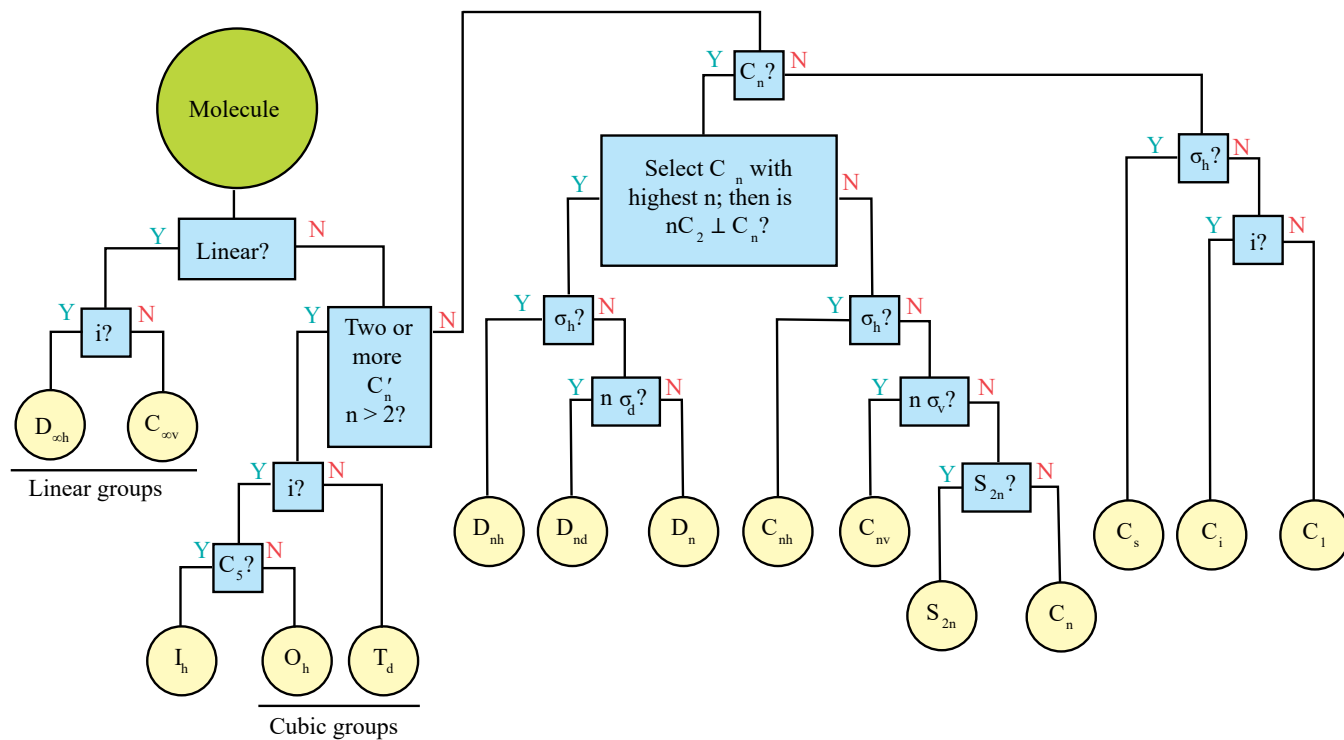 Molecule
Linear?
Y
N
i?
Y
N
D∞h
C∞v
Linear groups
Two or
more
C′n
n > 2?
Y
N
i?
Y
N
C5?
Y
N
Ih
Oh
Td
Cubic groups
Cn?
Y
N
Select Cn with
highest n; then is
nC2 ⊥ Cn?
Y
N
σh?
Y
N
n σd?
Y
N
Dnh
Dnd
Dn
σh?
Y
N
n σv?
Y
N
S2n?
Y
N
Cnh
Cnv
S2n
Cn
σh?
Y
N
i?
Y
N
Cs
Ci
C1